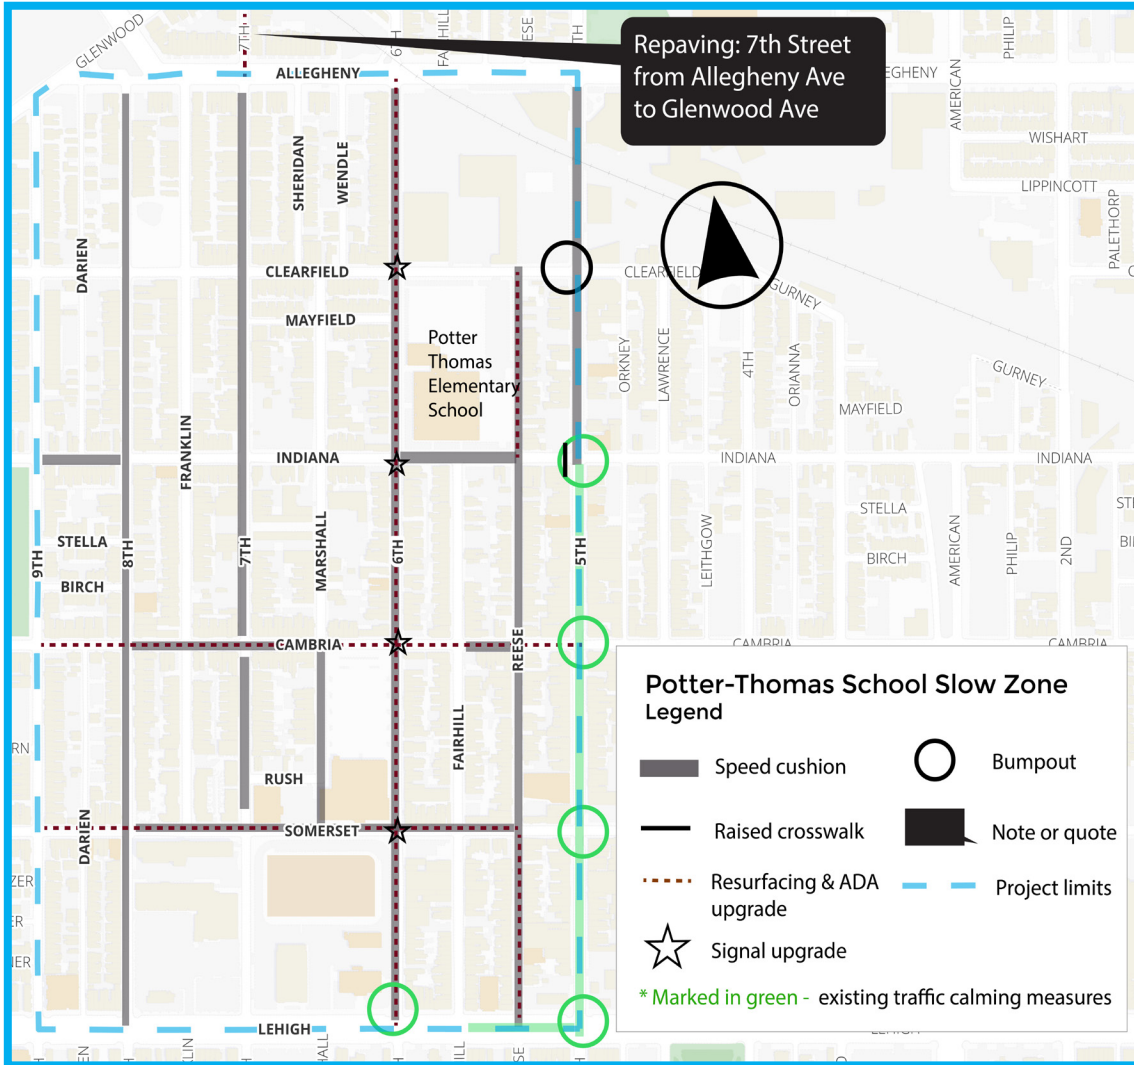 GLENWOOD
7TH
6TH
Repaving: 7th Street
from Allegheny Ave
to Glenwood Ave
PHILIP
AMERICAN
ALLEGHENY
WISHART
LIPPINCOTT
PALETHORP
SHERIDAN
WENDLE
DARIEN
CLEARFIELD
CLEARFIELD
GURNEY
MAYFIELD
Potter
Thomas
Elementary
School
ORKNEY
LAWRENCE
4TH
ORIANNA
GURNEY
MAYFIELD
FRANKLIN
INDIANA
INDIANA
INDIANA
STELLA
BIRCH
9TH
8TH
7TH
MARSHALL
6TH
5TH
LEITHGOW
STELLA
BIRCH
AMERICAN
PHILIP
2ND
CAMBRIA
REESE
CAMBRIA
CAMBRIA
FAIRHILL
RUSH
DARIEN
SOMERSET
LEHIGH
Potter-Thomas School Slow Zone
Legend
Speed cushion
Bumpout
Raised crosswalk
Note or quote
Resurfacing & ADA
upgrade
Project limits
Signal upgrade
* Marked in green - existing traffic calming measures